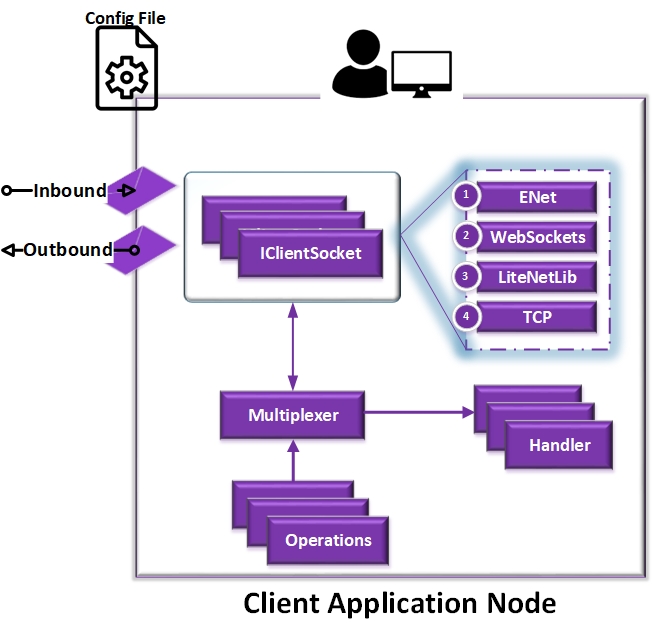 Config File
Inbound
Outbound
IClientSocket
1 ENet
2 WebSockets
3 LiteNetLib
4 TCP
Multiplexer
Handler
Operations
Client Application Node